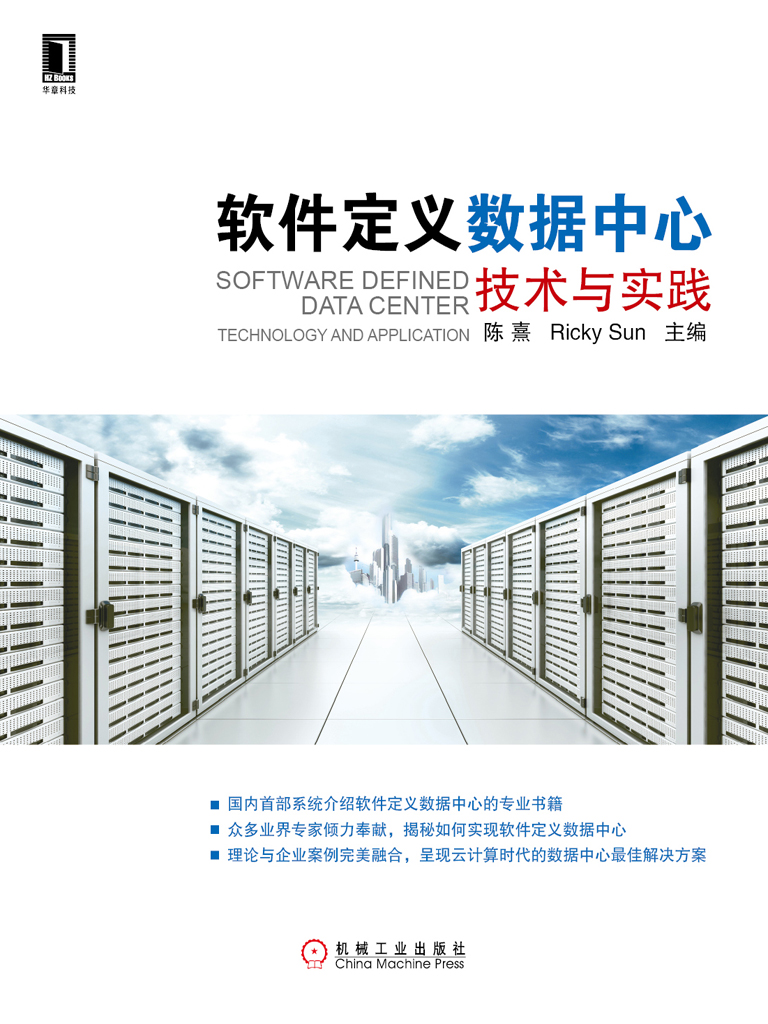 HZ Books
华章科技
软件定义数据中心
SOFTWARE DEFINED
DATA CENTER
技术与实践
TECHNOLOGY AND APPLICATION
陈熹 Ricky Sun 主编
■ 国内首部系统介绍软件定义数据中心的专业书籍
■ 众多业界专家倾力奉献，揭秘如何实现软件定义数据中心
■ 理论与企业案例完美融合，呈现云计算时代的数据中心最佳解决方案
机械工业出版社
China Machine Press